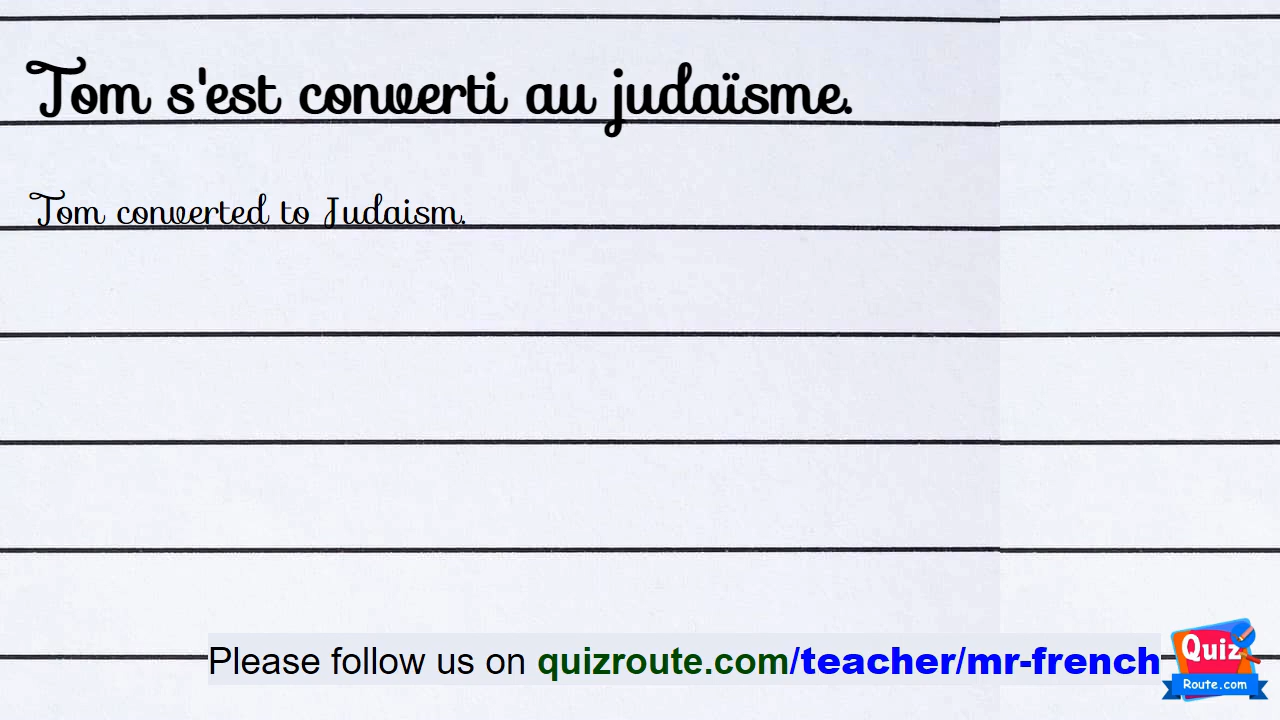 Tom s'est converti au judaïsme.
Tom converted to Judaism.
Please follow us on quizroute.com/teacher/mr-french
Quiz
Route.com